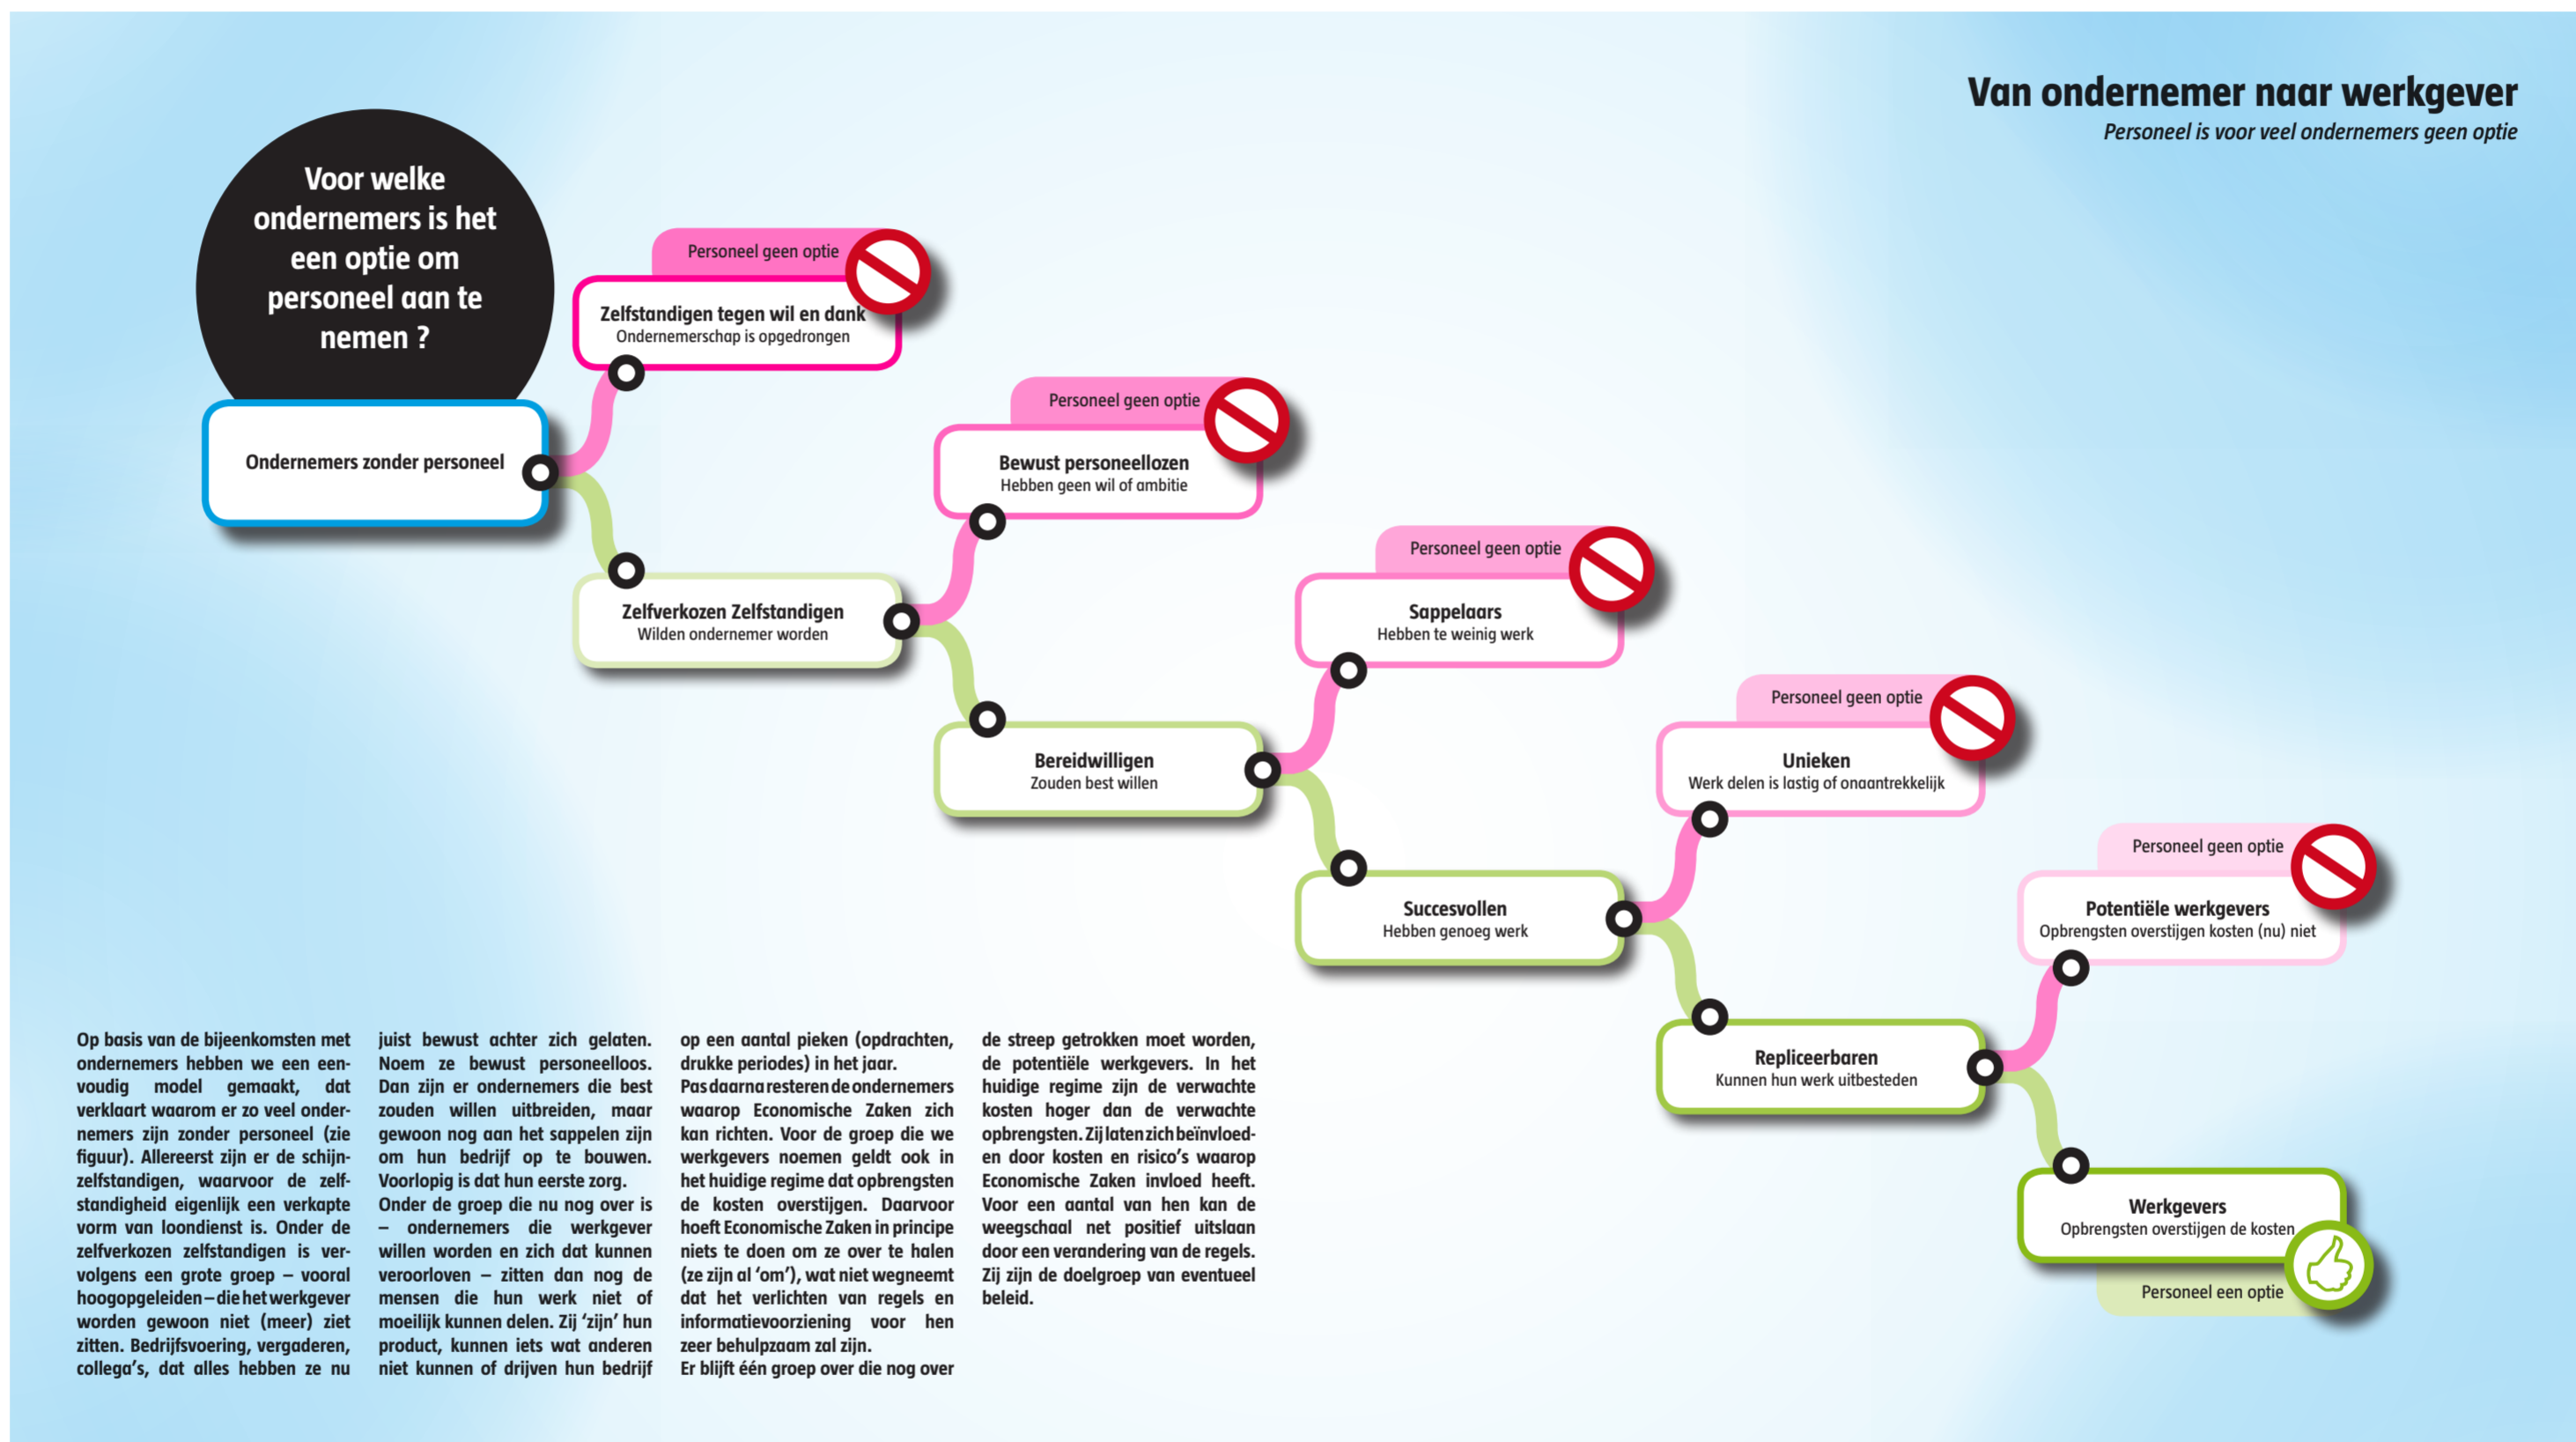 Van ondernemer naar werkgever
Personeel is voor veel ondernemers geen optie
Voor welke
ondernemers is het
een optie om
personeel aan te
nemen ?
Ondernemers zonder personeel
Personeel geen optie
Zelfstandigen tegen wil en dank
Ondernemerschap is opgedrongen
Zelfverkozen Zelfstandigen
Wilden ondernemer worden
Personeel geen optie
Bewust personeellozen
Hebben geen wil of ambitie
Bereidwilligen
Zouden best willen
Personeel geen optie
Sappelaars
Hebben te weinig werk
Succesvollen
Hebben genoeg werk
Personeel geen optie
Unieken
Werk delen is lastig of onaantrekkelijk
Repliceerbaren
Kunnen hun werk uitbesteden
Personeel geen optie
Potentiële werkgevers
Opbrengsten overstijgen kosten (nu) niet
Werkgevers
Opbrengsten overstijgen de kosten
Personeel een optie
Op basis van de bijeenkomsten met
ondernemers hebben we een een-
voudig model gemaakt, dat
verklaart waarom er zo veel onder-
nemers zijn zonder personeel (zie
figuur). Allereerst zijn er de schijn-
zelfstandigen, waarvoor de zelf-
standigheid eigenlijk een verkapte
vorm van loondienst is. Onder de
zelfverkozen zelfstandigen is ver-
volgens een grote groep – vooral
hoogopgeleiden – die het werkgever
worden gewoon niet (meer) ziet
zitten. Bedrijfsvoering, vergaderen,
collega's, dat alles hebben ze nu
juist bewust achter zich gelaten.
Noem ze bewust personeelloos.
Dan zijn er ondernemers die best
zouden willen uitbreiden, maar
gewoon nog aan het sappelen zijn
om hun bedrijf op te bouwen.
Voorlopig is dat hun eerste zorg.
Onder de groep die nu nog over is
– ondernemers die werkgever
willen worden en zich dat kunnen
veroorloven – zitten dan nog de
mensen die hun werk niet of
moeilijk kunnen delen. Zij 'zijn' hun
product, kunnen iets wat anderen
niet kunnen of drijven hun bedrijf
op een aantal pieken (opdrachten,
drukke periodes) in het jaar.
Pas daarna resteren de ondernemers
waarop Economische Zaken zich
kan richten. Voor de groep die we
werkgevers noemen geldt ook in
het huidige regime dat opbrengsten
de kosten overstijgen. Daarvoor
hoeft Economische Zaken in principe
niets te doen om ze over te halen
(ze zijn al 'om'), wat niet wegneemt
dat het verlichten van regels en
informatievoorziening voor hen
zeer behulpzaam zal zijn.
Er blijft één groep over die nog over
de streep getrokken moet worden,
de potentiële werkgevers. In het
huidige regime zijn de verwachte
kosten hoger dan de verwachte
opbrengsten. Zij laten zich beïnvloed-
en door kosten en risico's waarop
Economische Zaken invloed heeft.
Voor een aantal van hen kan de
weegschaal net positief uitslaan
door een verandering van de regels.
Zij zijn de doelgroep van eventueel
beleid.